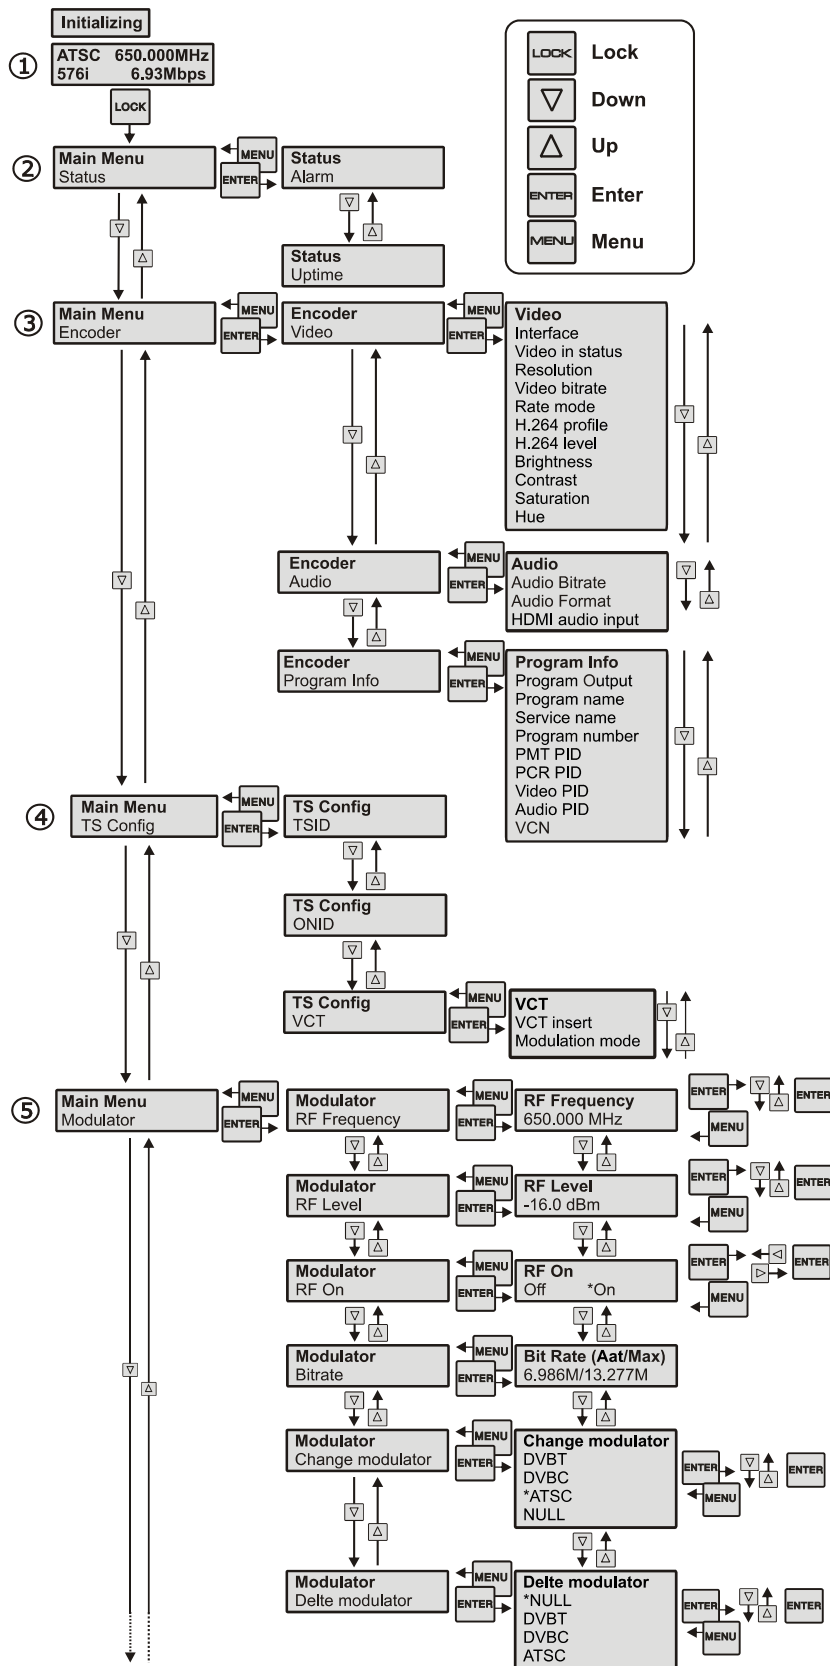 Initializing
① ATSC 650.000MHz
576i 6.93Mbps
LOCK
LOCK Lock
Down
Up
ENTER Enter
MENU Menu
② Main Menu
Status
MENU
ENTER
Status
Alarm
Status
Uptime
③ Main Menu
Encoder
MENU
ENTER
Encoder
Video
MENU
ENTER
Video
Interface
Video in status
Resolution
Video bitrate
Rate mode
H.264 profile
H.264 level
Brightness
Contrast
Saturation
Hue
Encoder
Audio
MENU
ENTER
Audio
Audio Bitrate
Audio Format
HDMI audio input
Encoder
Program Info
MENU
ENTER
Program Info
Program Output
Program name
Service name
Program number
PMT PID
PCR PID
Video PID
Audio PID
VCN
④ Main Menu
TS Config
MENU
ENTER
TS Config
TSID
TS Config
ONID
TS Config
VCT
MENU
ENTER
VCT
VCT insert
Modulation mode
⑤ Main Menu
Modulator
MENU
ENTER
Modulator
RF Frequency
MENU
ENTER
RF Frequency
650.000 MHz
ENTER
MENU
ENTER
Modulator
RF Level
MENU
ENTER
RF Level
-16.0 dBm
ENTER
MENU
ENTER
Modulator
RF On
MENU
ENTER
RF On
Off *On
ENTER
MENU
ENTER
Modulator
Bitrate
MENU
ENTER
Bit Rate (Aat/Max)
6.986M/13.277M
Modulator
Change modulator
MENU
ENTER
Change modulator
DVBT
DVBC
*ATSC
NULL
ENTER
MENU
ENTER
Modulator
Delte modulator
MENU
ENTER
Delte modulator
*NULL
DVBT
DVBC
ATSC
ENTER
MENU
ENTER